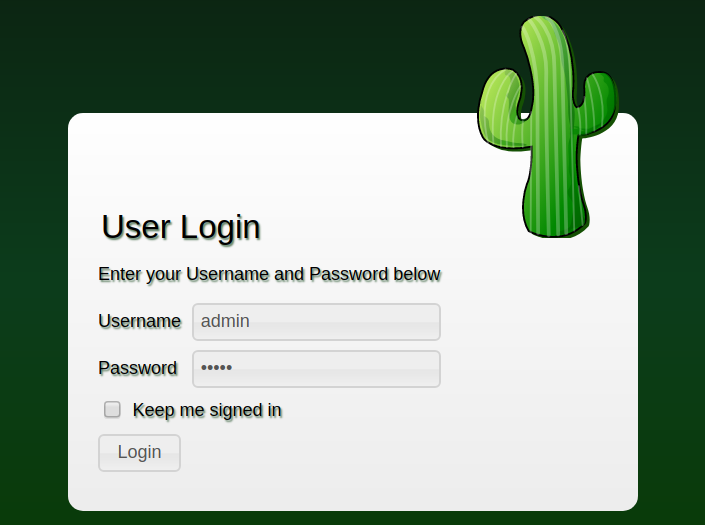 User Login
Enter your Username and Password below
Username admin
Password •••••
Keep me signed in
Login